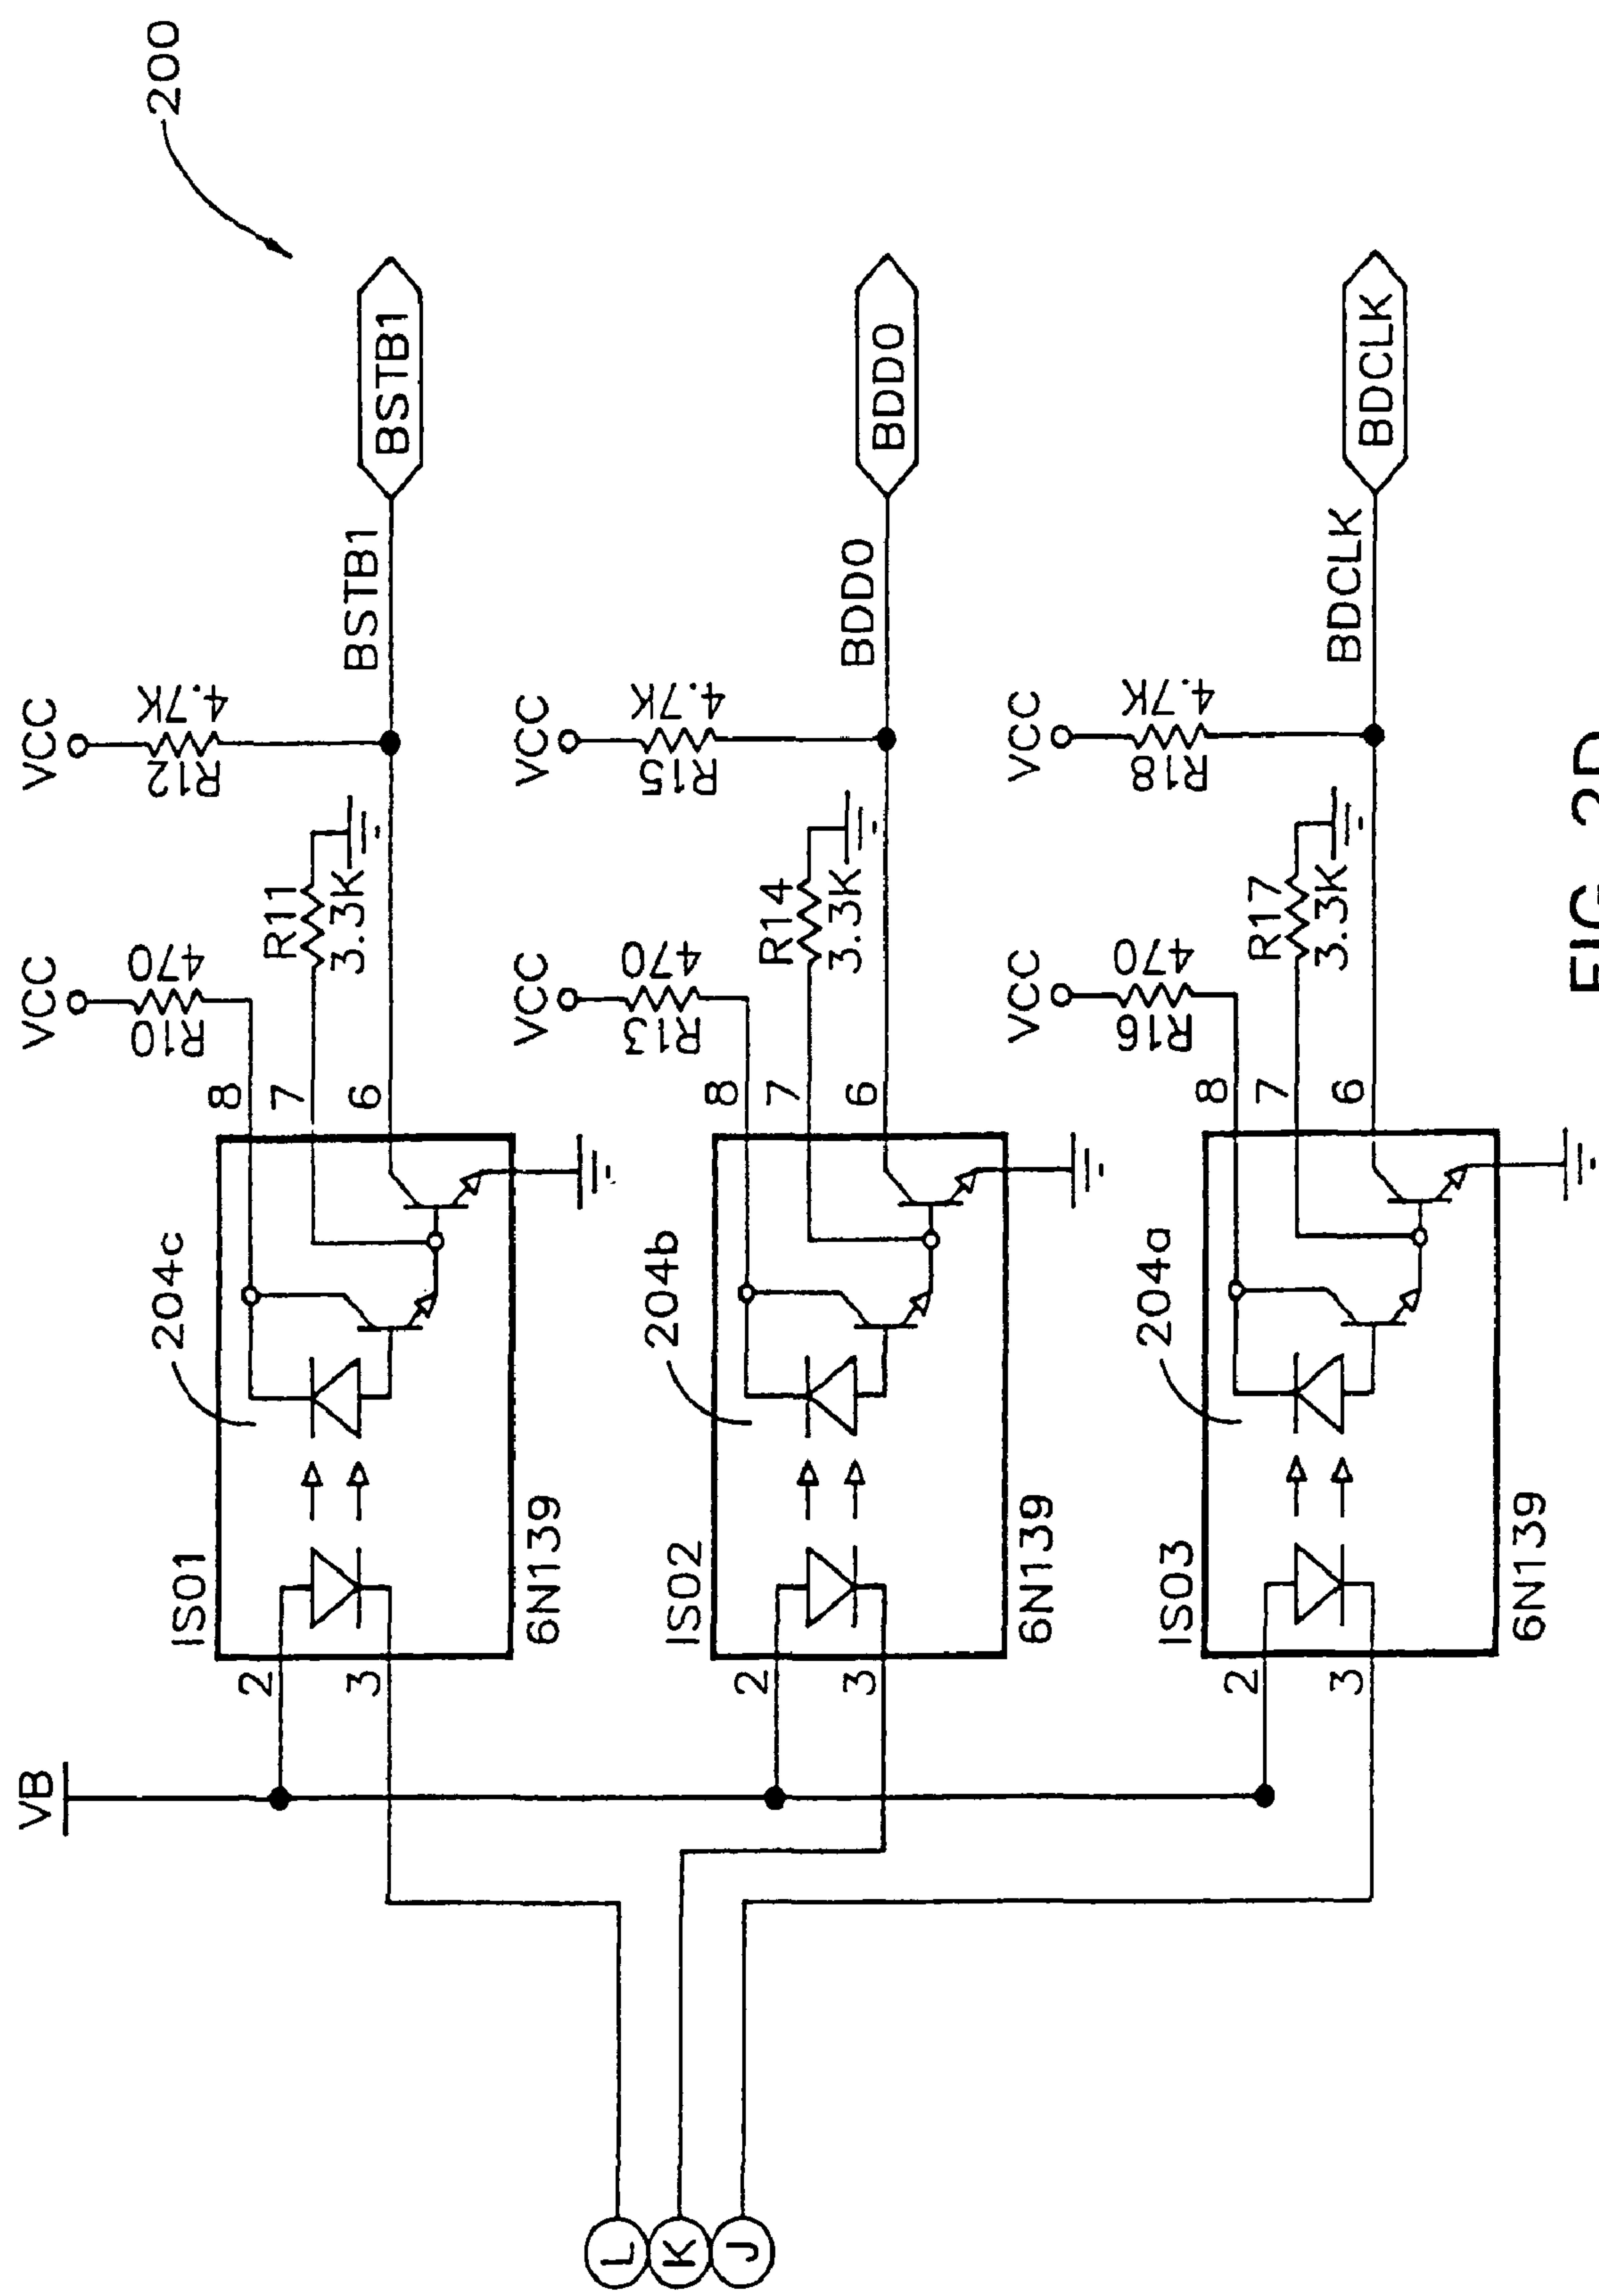 200
VB
VCC
VCC
R10
470
R12
4.7K
8
R11
3.3K
7
6
BSTB1
BSTB1
204c
ISO1
2
3
6N139
VCC
VCC
R13
470
R15
4.7K
8
R14
3.3K
7
6
BDD0
BDD0
204b
ISO2
2
3
6N139
VCC
VCC
R16
470
R18
4.7K
8
R17
3.3K
7
6
BDCLK
BDCLK
204a
ISO3
2
3
6N139
L
K
J
FIG. 2D